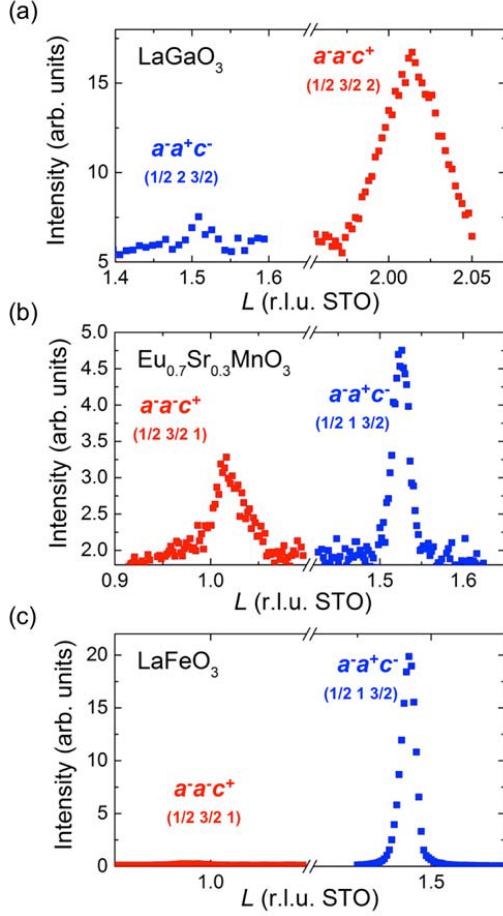 (a)
LaGaO₃
a⁻a⁻c⁺
(1/2 3/2 2)
a⁻a⁺c⁻
(1/2 2 3/2)
Intensity (arb. units)
15
10
5
1.4 1.5 1.6 2.00 2.05
L (r.l.u. STO)
(b)
Eu₀.₇Sr₀.₃MnO₃
a⁻a⁻c⁺
(1/2 3/2 1)
a⁻a⁺c⁻
(1/2 1 3/2)
Intensity (arb. units)
5.0
4.5
4.0
3.5
3.0
2.5
2.0
0.9 1.0 1.5 1.6
L (r.l.u. STO)
(c)
LaFeO₃
a⁻a⁺c⁻
(1/2 1 3/2)
a⁻a⁻c⁺
(1/2 3/2 1)
Intensity (arb. units)
20
15
10
5
0
1.0 1.5
L (r.l.u. STO)